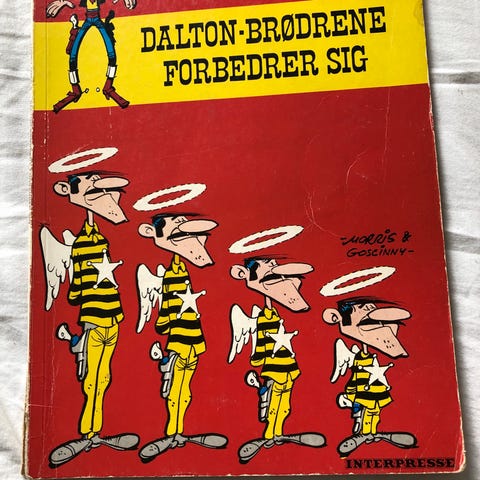 DALTON-BRØDRENE
FORBEDRER SIG
-MORRIS &
GOSCINNY-
INTERPRESSE